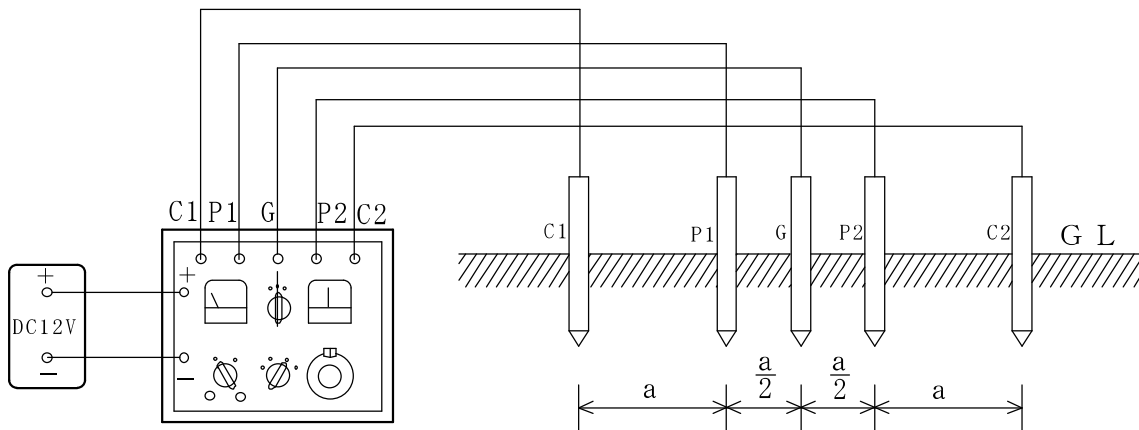 C1 P1 G P2 C2
+
DC12V
−
+
−
C1 P1 G P2 C2 G L
a a/2 a/2 a